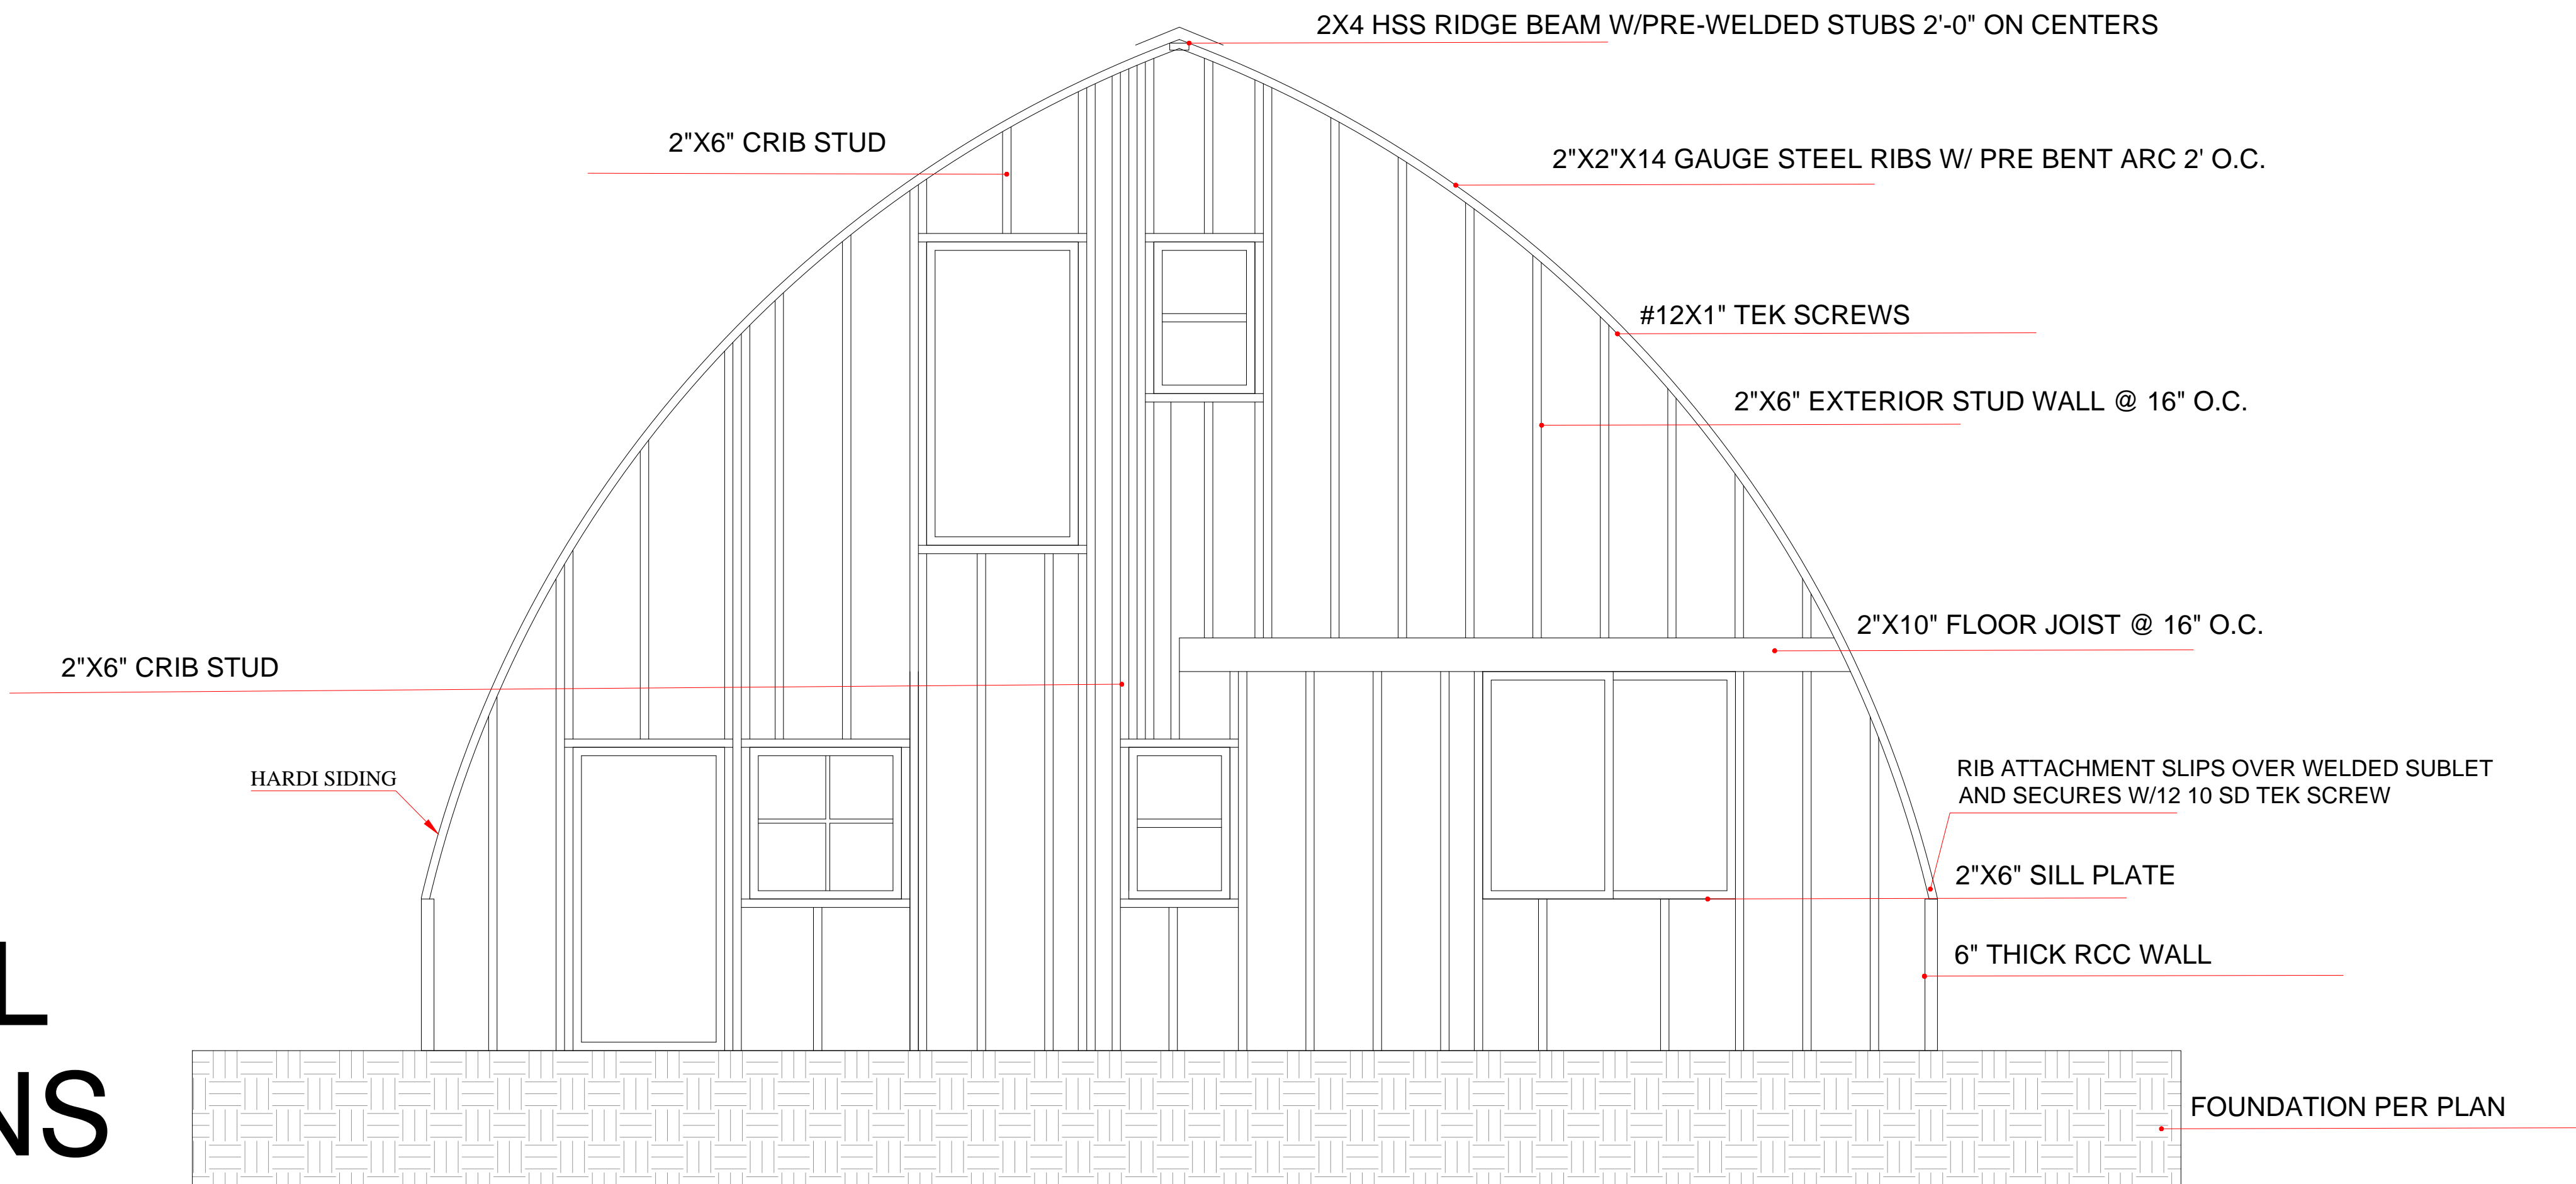 2X4 HSS RIDGE BEAM W/PRE-WELDED STUBS 2'-0" ON CENTERS
2"X6" CRIB STUD
2"X2"X14 GAUGE STEEL RIBS W/ PRE BENT ARC 2' O.C.
#12X1" TEK SCREWS
2"X6" EXTERIOR STUD WALL @ 16" O.C.
2"X10" FLOOR JOIST @ 16" O.C.
2"X6" CRIB STUD
HARDI SIDING
RIB ATTACHMENT SLIPS OVER WELDED SUBLET
AND SECURES W/12 10 SD TEK SCREW
2"X6" SILL PLATE
6" THICK RCC WALL
L
NS
FOUNDATION PER PLAN